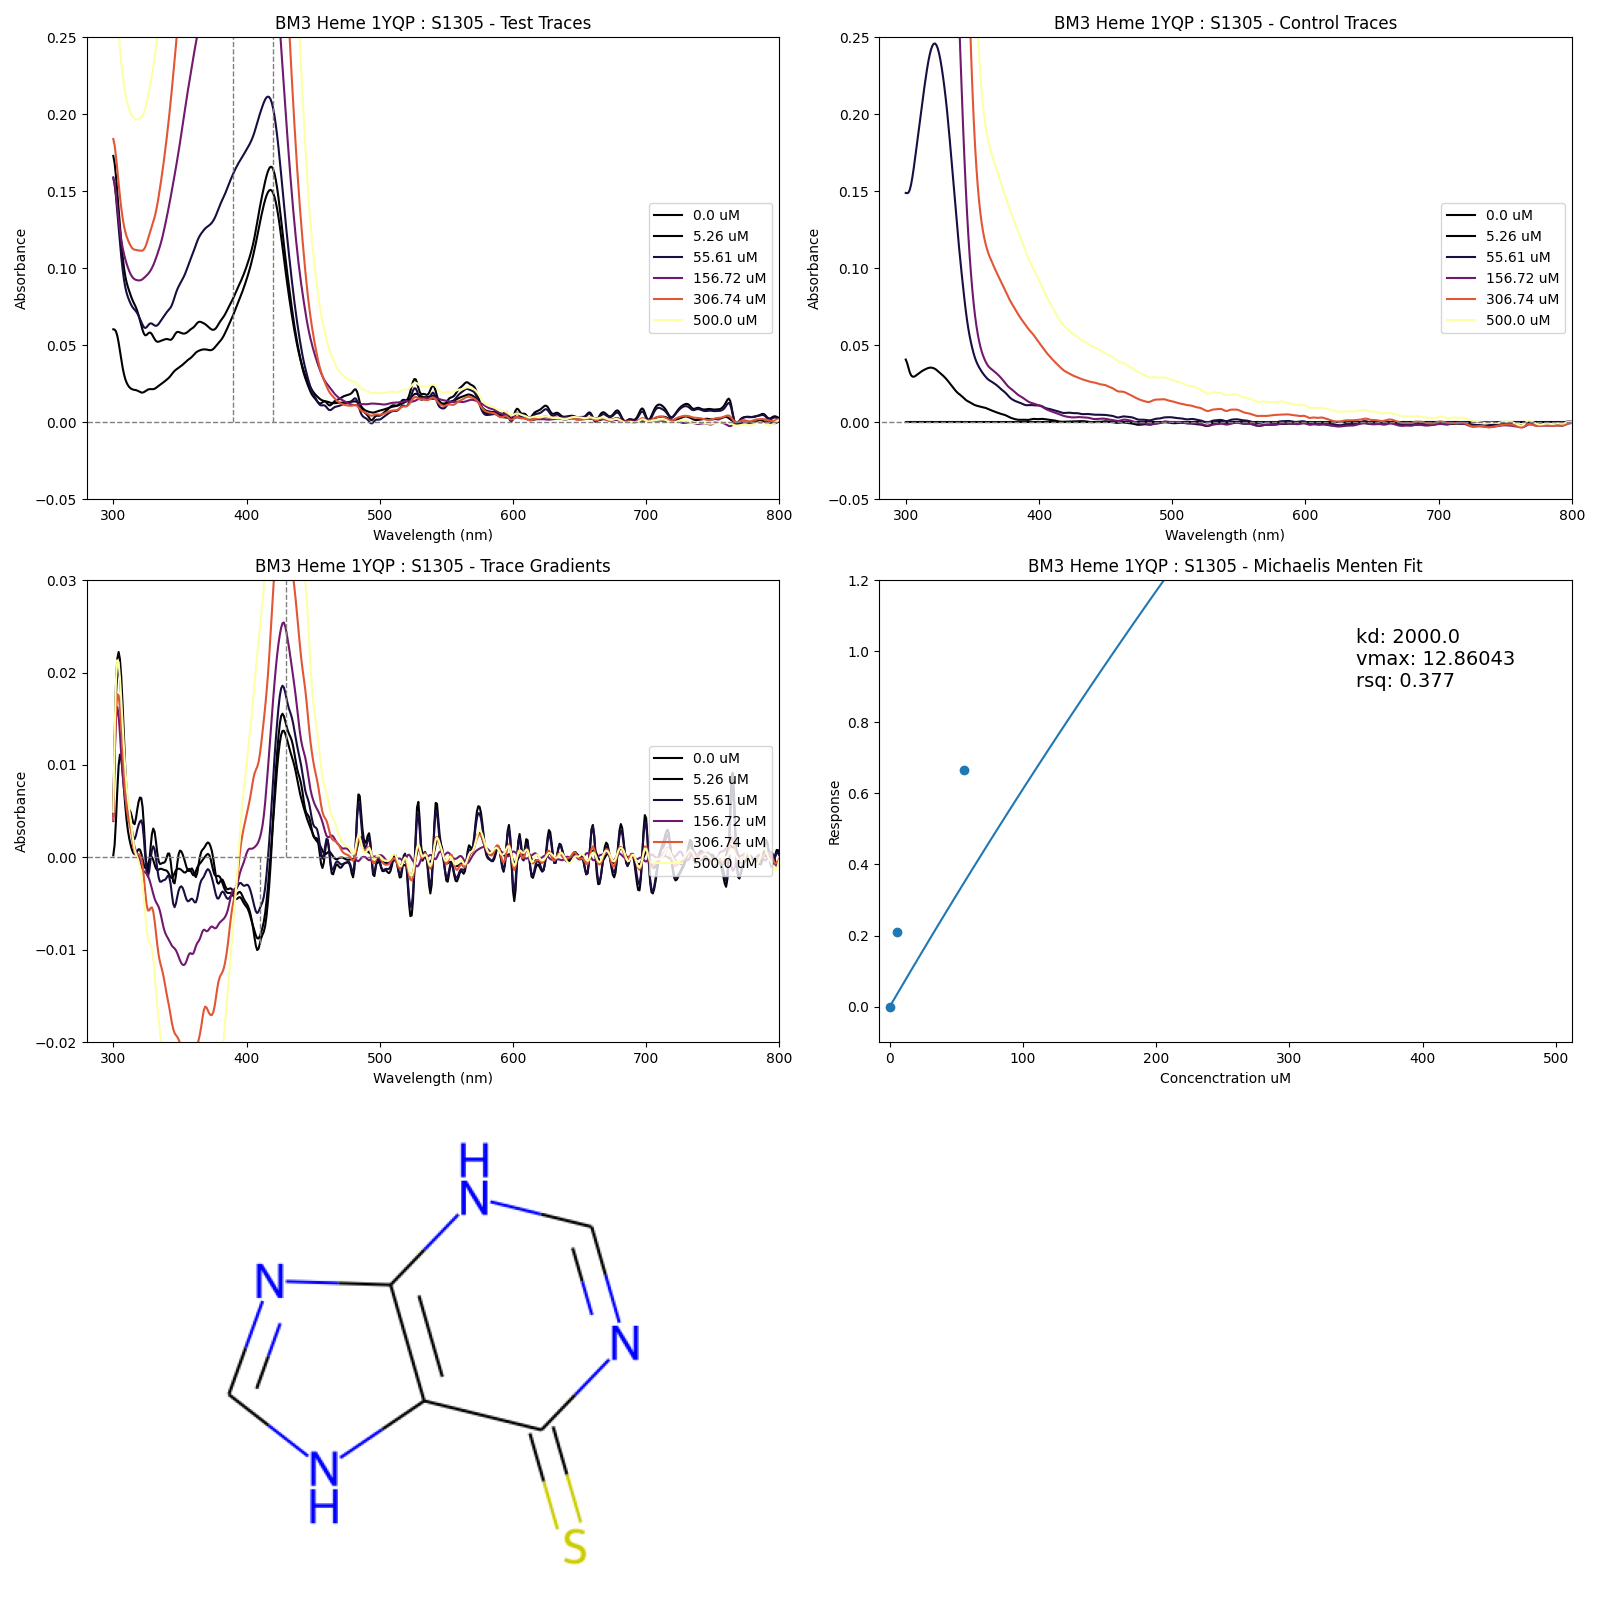 BM3 Heme 1YQP : S1305 - Test Traces
0.25
0.20
0.15
0.10
0.05
0.00
−0.05
Absorbance
300 400 500 600 700 800
Wavelength (nm)
0.0 uM
5.26 uM
55.61 uM
156.72 uM
306.74 uM
500.0 uM
BM3 Heme 1YQP : S1305 - Control Traces
0.25
0.20
0.15
0.10
0.05
0.00
−0.05
Absorbance
300 400 500 600 700 800
Wavelength (nm)
0.0 uM
5.26 uM
55.61 uM
156.72 uM
306.74 uM
500.0 uM
BM3 Heme 1YQP : S1305 - Trace Gradients
0.03
0.02
0.01
0.00
−0.01
−0.02
Absorbance
300 400 500 600 700 800
Wavelength (nm)
0.0 uM
5.26 uM
55.61 uM
156.72 uM
306.74 uM
500.0 uM
BM3 Heme 1YQP : S1305 - Michaelis Menten Fit
1.2
1.0
0.8
0.6
0.4
0.2
0.0
Response
0 100 200 300 400 500
Concenctration uM
kd: 2000.0
vmax: 12.86043
rsq: 0.377
H
N
N
N
N
H
S